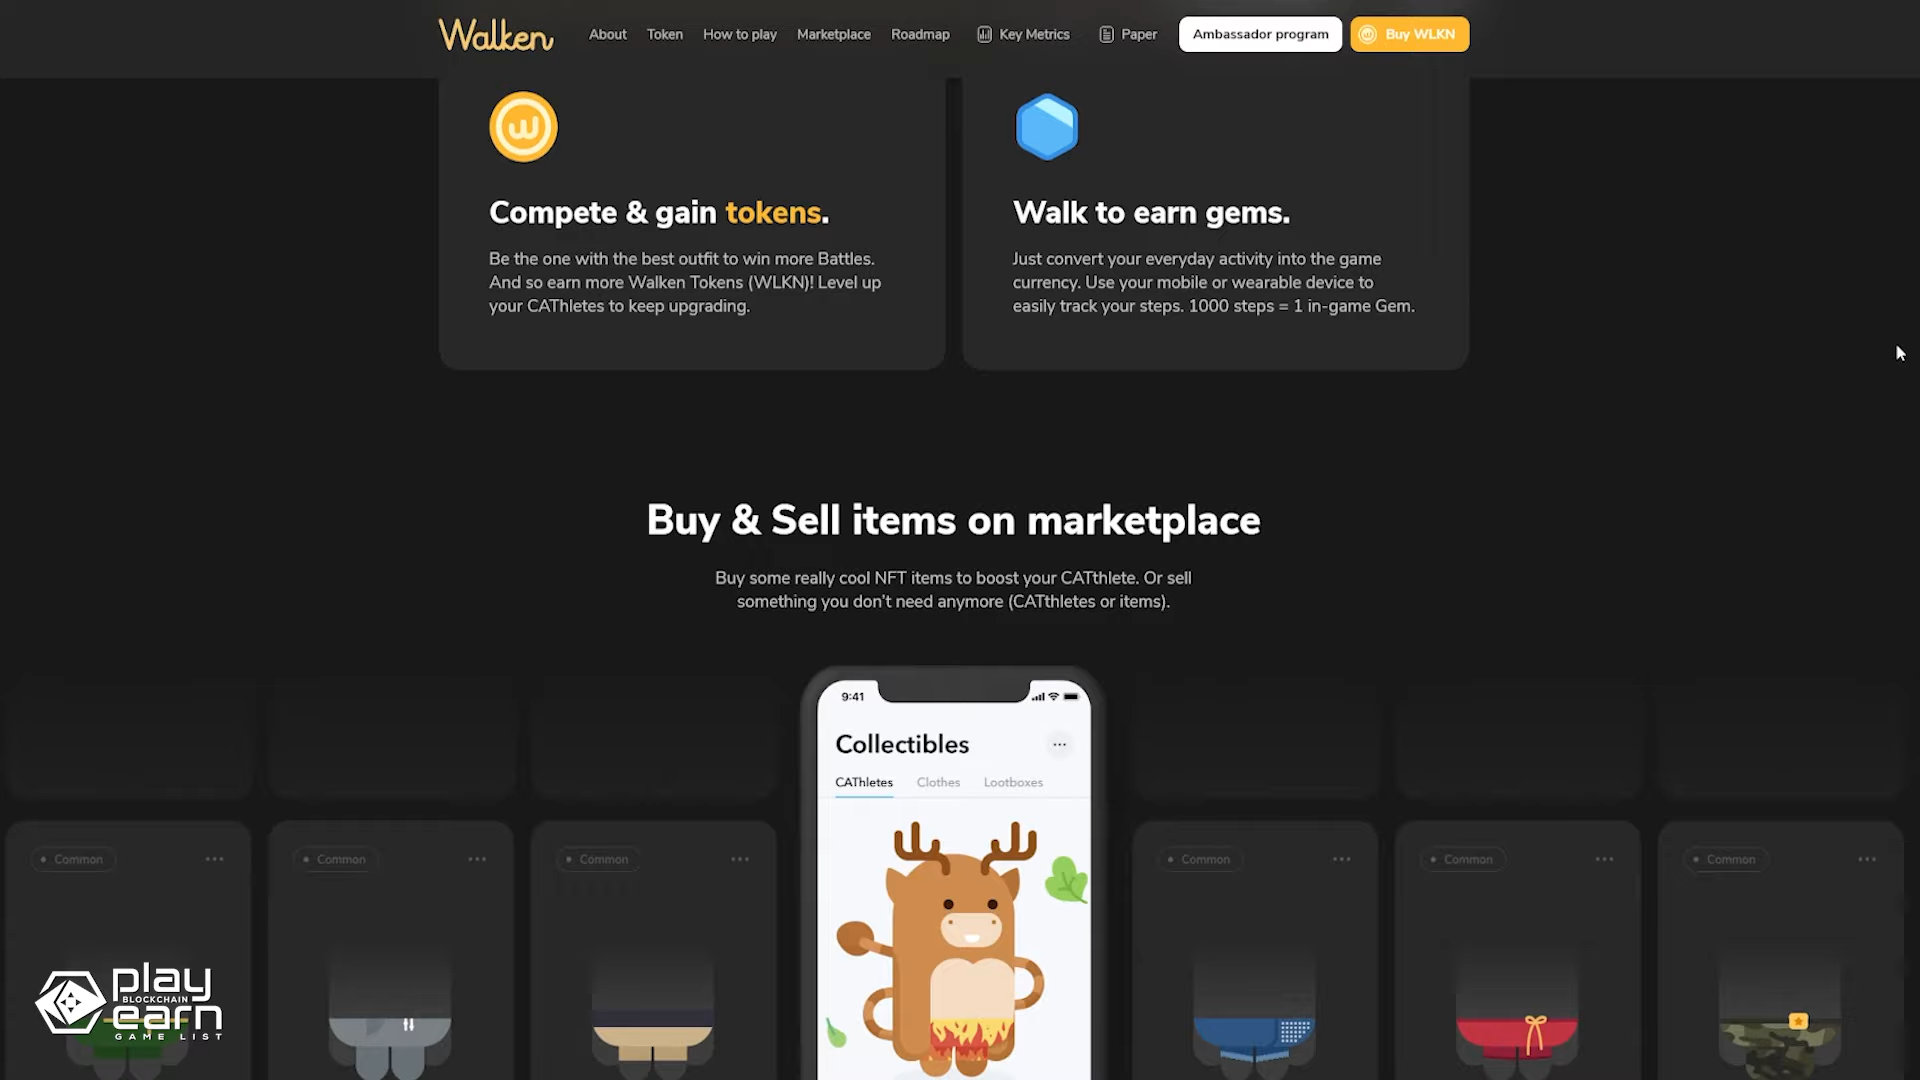 Walken
About
Token
How to play
Marketplace
Roadmap
Key Metrics
Paper
Ambassador program
Buy WLKN
Compete & gain tokens.
Be the one with the best outfit to win more Battles.
And so earn more Walken Tokens (WLKN)! Level up
your CAThletes to keep upgrading.
Walk to earn gems.
Just convert your everyday activity into the game
currency. Use your mobile or wearable device to
easily track your steps. 1000 steps = 1 in-game Gem.
Buy & Sell items on marketplace
Buy some really cool NFT items to boost your CATthlete. Or sell
something you don't need anymore (CATthletes or items).
9:41
Collectibles
CAThletes
Clothes
Lootboxes
Common
Common
Common
Common
Common
Common
play
BLOCKCHAIN
earn
GAME LIST